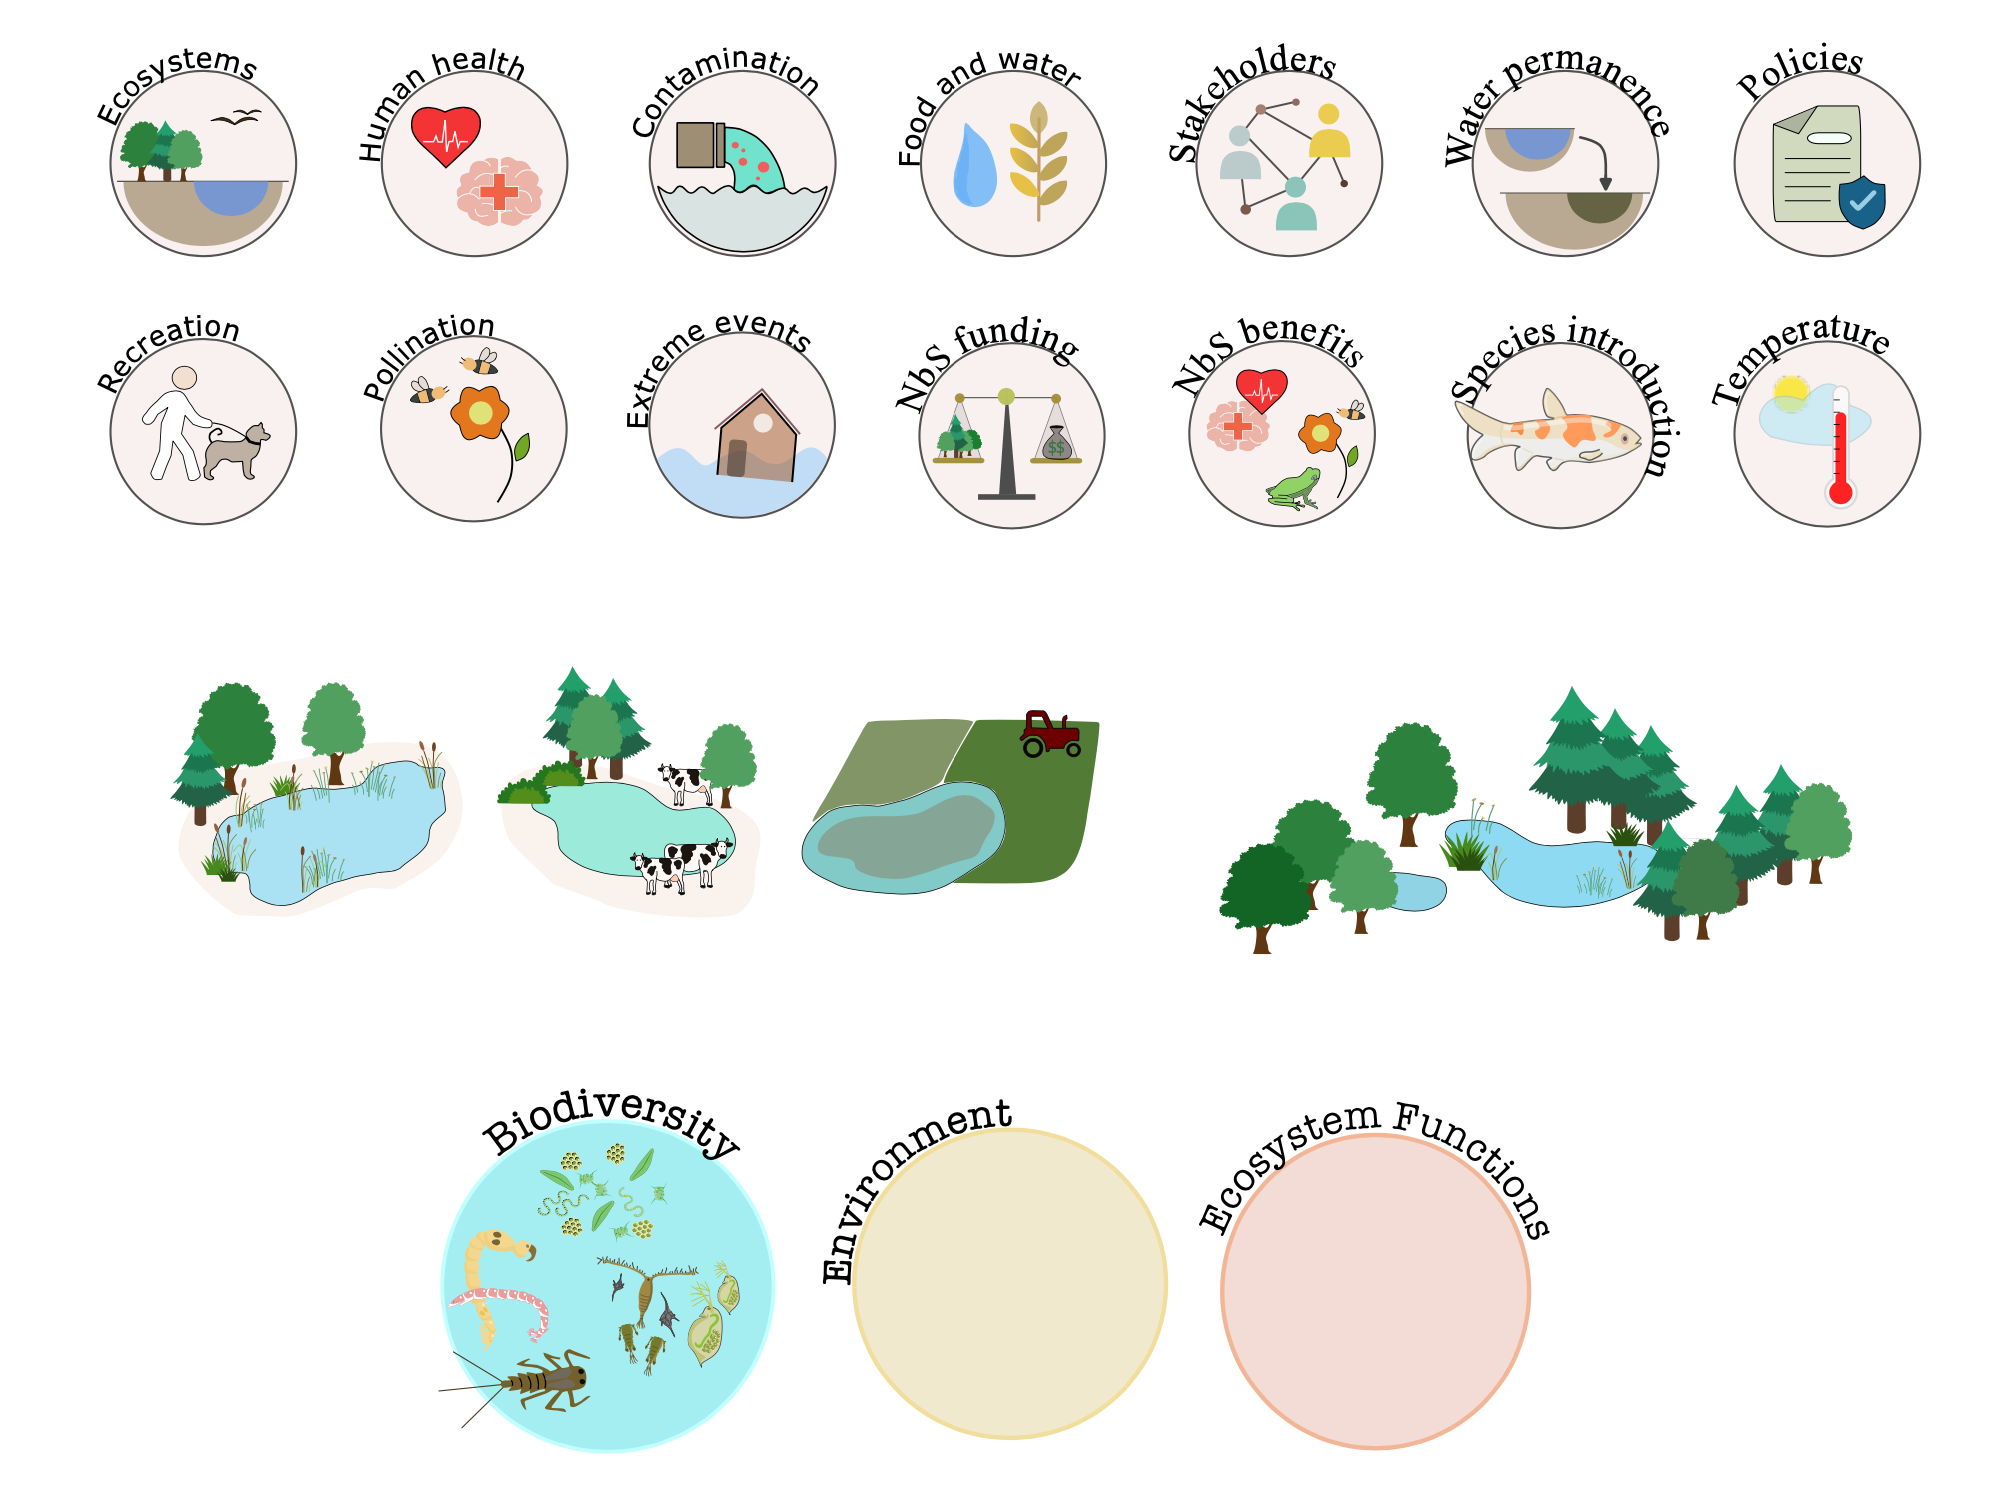 Ecosystems
Human health
Contamination
Food and water
Stakeholders
Water permanence
Policies
Recreation
Pollination
Extreme events
NbS funding
$$
NbS benefits
Species introduction
Temperature
Biodiversity
Environment
Ecosystem Functions